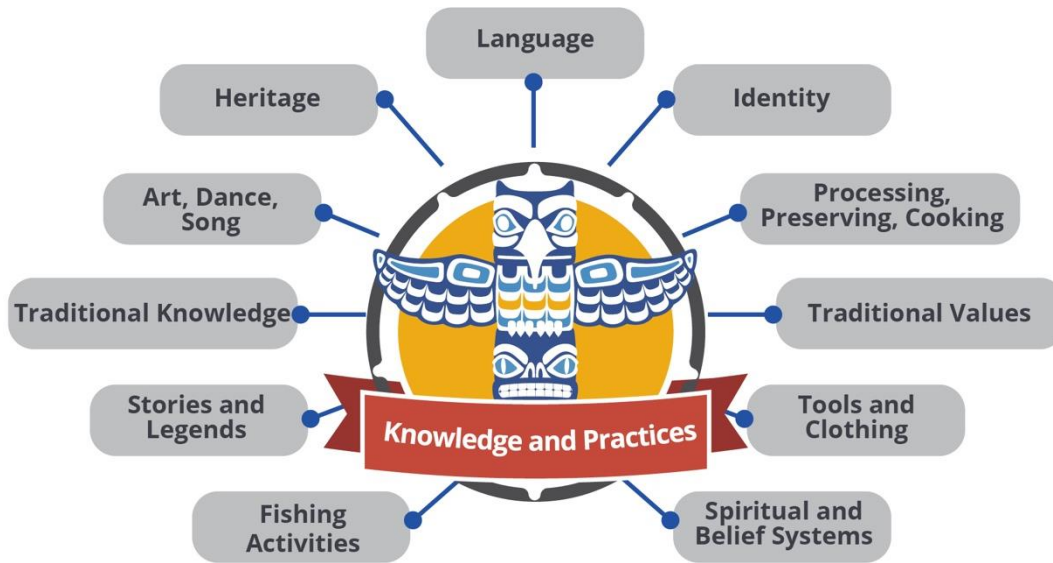 Language
Heritage
Identity
Art, Dance,
Song
Processing,
Preserving, Cooking
Traditional Knowledge
Traditional Values
Stories and
Legends
Tools and
Clothing
Knowledge and Practices
Fishing
Activities
Spiritual and
Belief Systems